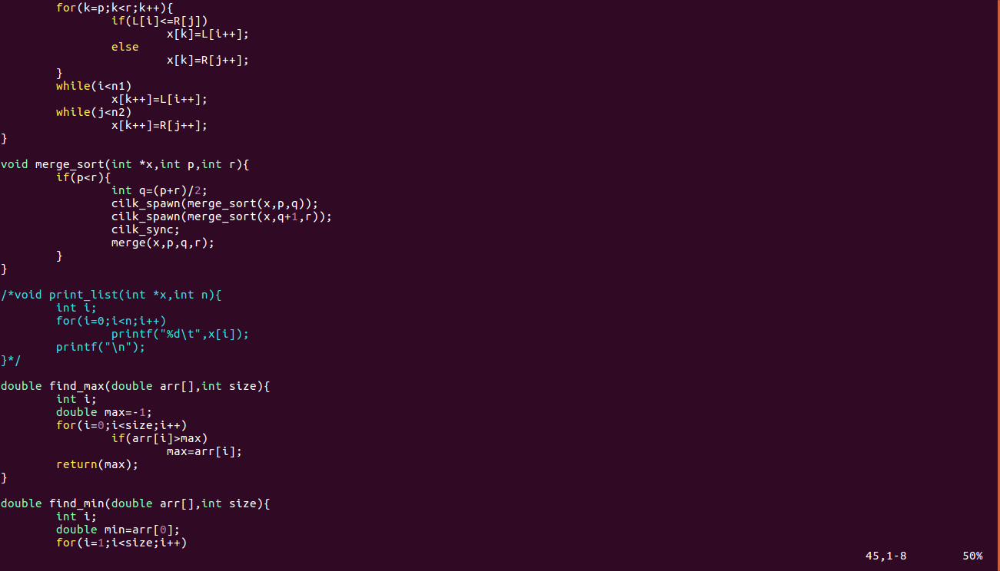 for(k=p;k<r;k++){
if(L[i]<=R[j])
x[k]=L[i++];
else
x[k]=R[j++];
}
while(i<n1)
x[k++]=L[i++];
while(j<n2)
x[k++]=R[j++];
}
void merge_sort(int *x,int p,int r){
if(p<r){
int q=(p+r)/2;
cilk_spawn(merge_sort(x,p,q));
cilk_spawn(merge_sort(x,q+1,r));
cilk_sync;
merge(x,p,q,r);
}
}
/*void print_list(int *x,int n){
int i;
for(i=0;i<n;i++)
printf("%d\t",x[i]);
printf("\n");
}*/
double find_max(double arr[],int size){
int i;
double max=-1;
for(i=0;i<size;i++)
if(arr[i]>max)
max=arr[i];
return(max);
}
double find_min(double arr[],int size){
int i;
double min=arr[0];
for(i=1;i<size;i++)
45,1-8 50%